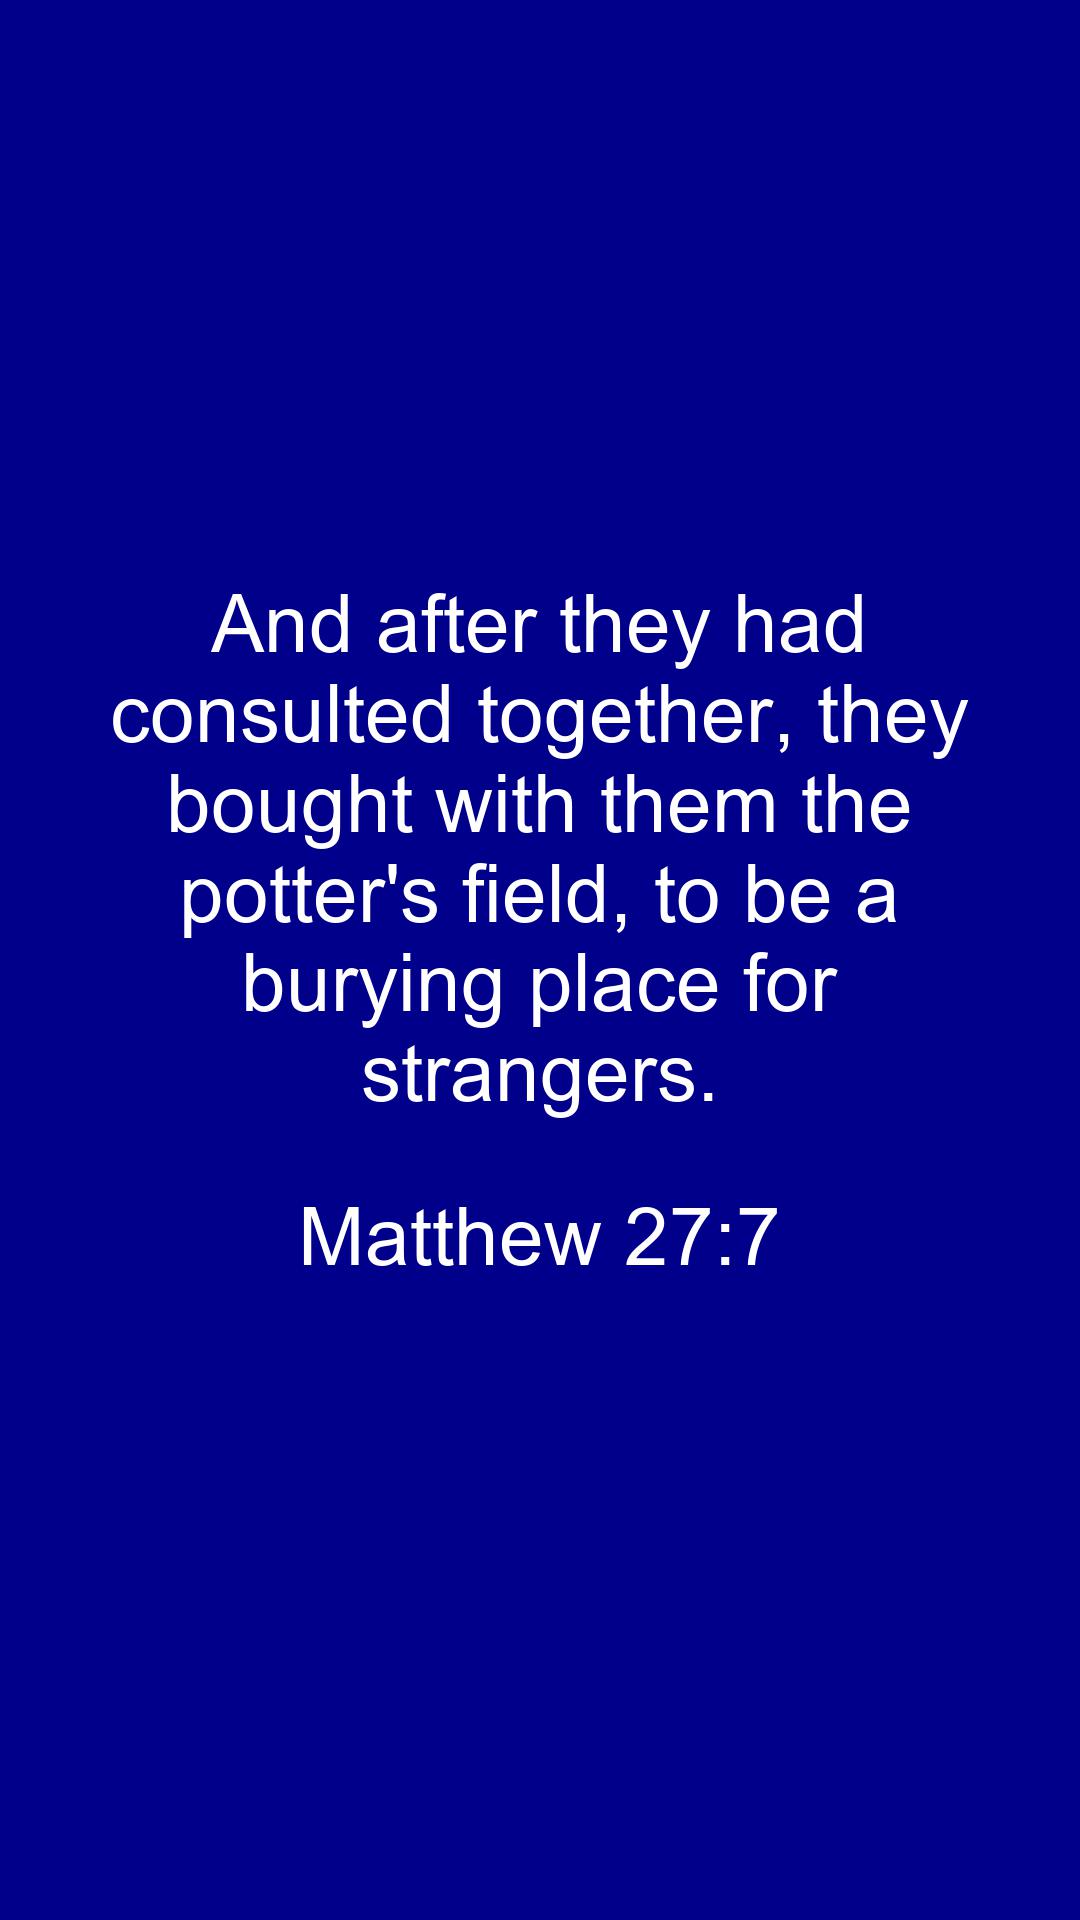 And after they had
consulted together, they
bought with them the
potter's field, to be a
burying place for
strangers.
Matthew 27:7